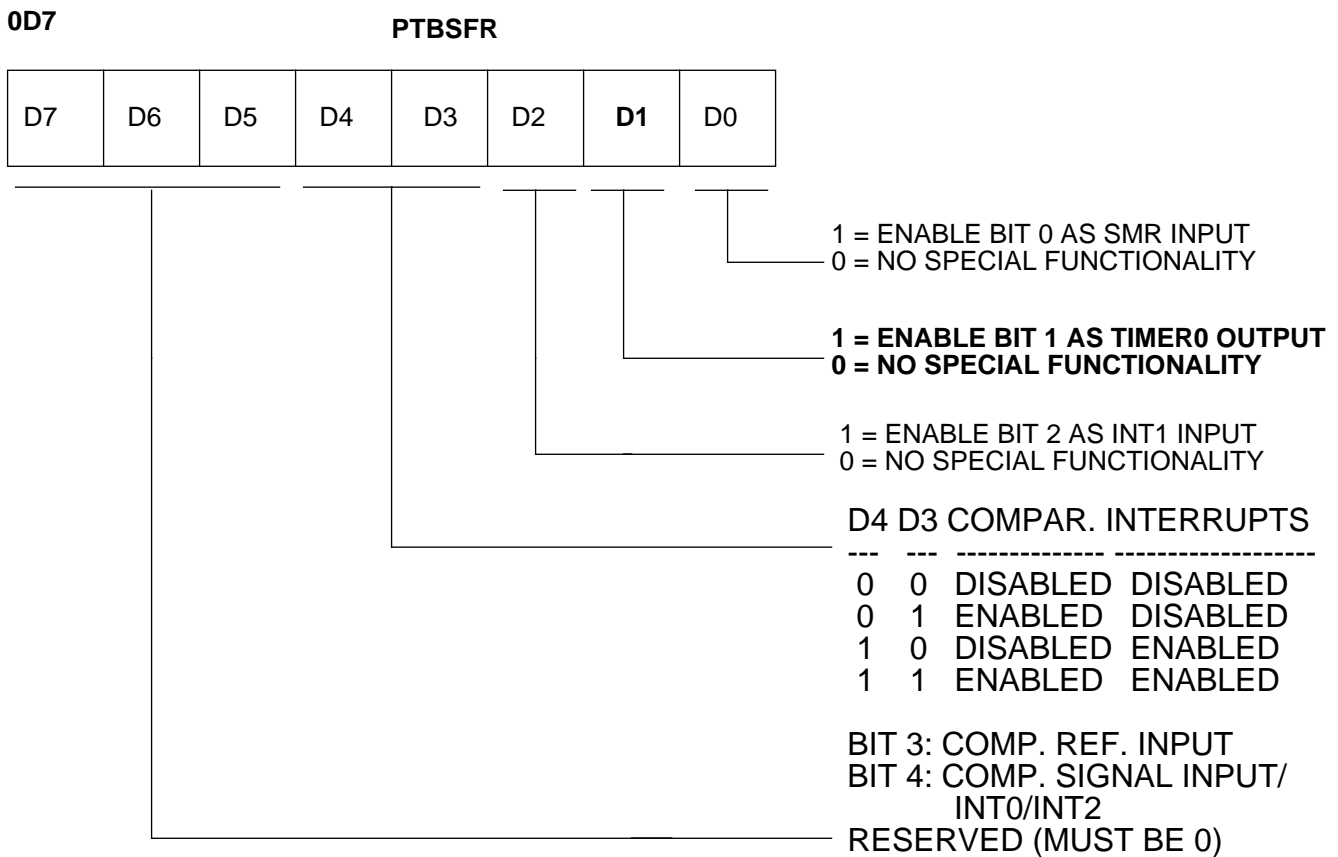 0D7
PTBSFR
D7 D6 D5 D4 D3 D2 D1 D0
1 = ENABLE BIT 0 AS SMR INPUT
0 = NO SPECIAL FUNCTIONALITY
1 = ENABLE BIT 1 AS TIMER0 OUTPUT
0 = NO SPECIAL FUNCTIONALITY
1 = ENABLE BIT 2 AS INT1 INPUT
0 = NO SPECIAL FUNCTIONALITY
D4 D3 COMPAR. INTERRUPTS
--- --- -------------- -------------------
0 0 DISABLED DISABLED
0 1 ENABLED DISABLED
1 0 DISABLED ENABLED
1 1 ENABLED ENABLED
BIT 3: COMP. REF. INPUT
BIT 4: COMP. SIGNAL INPUT/
INT0/INT2
RESERVED (MUST BE 0)